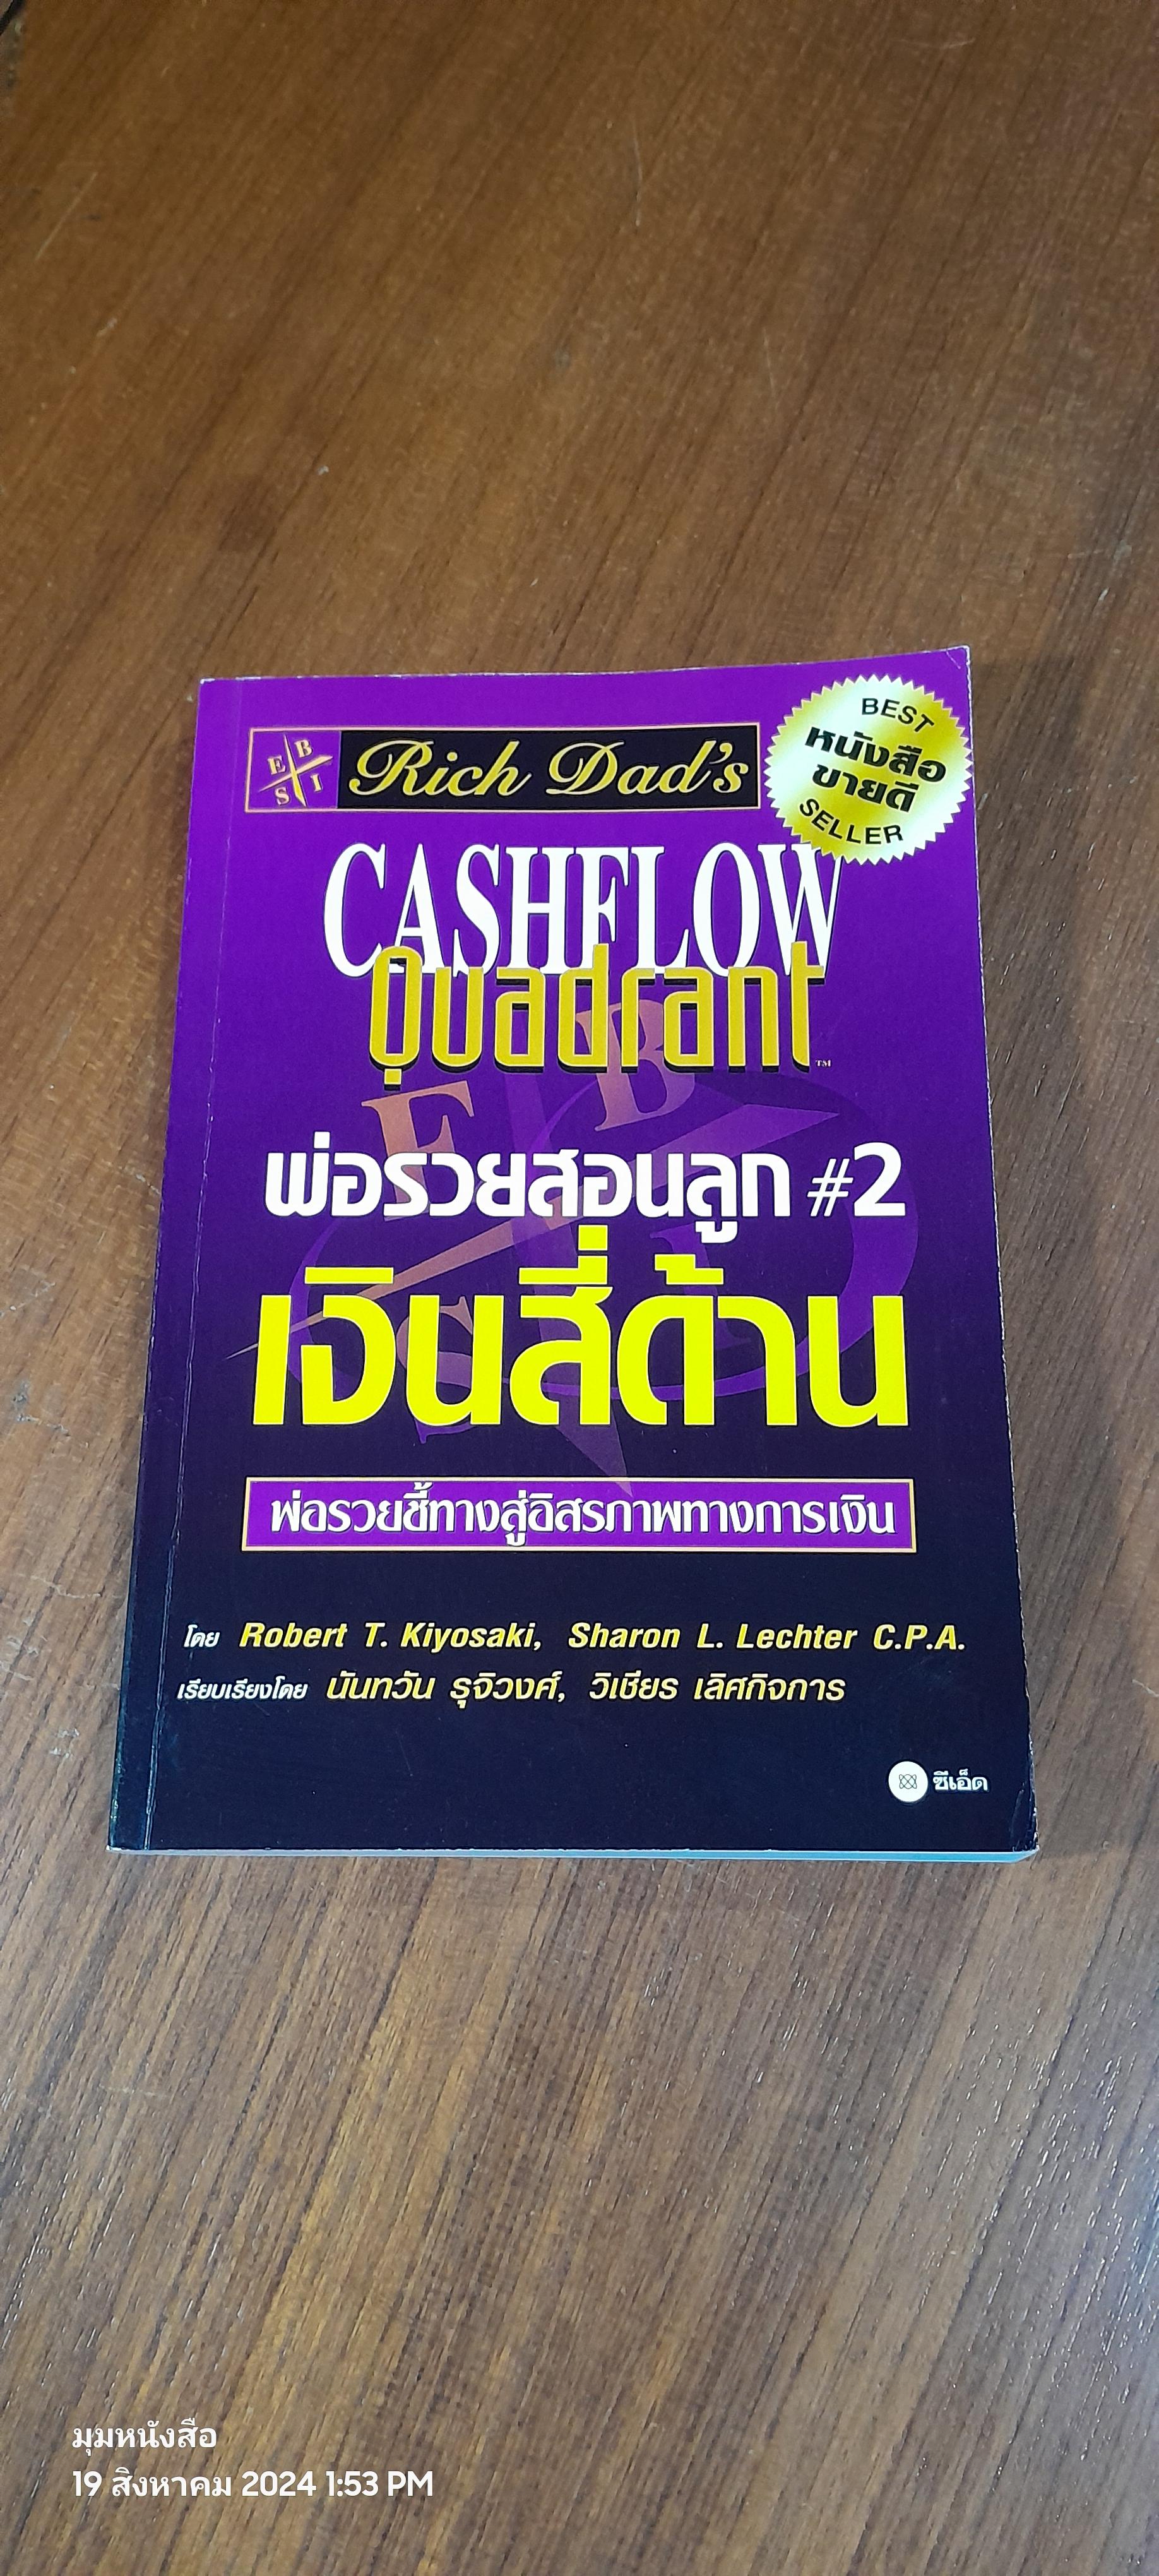 E B
S I
Rich Dad's
BEST
หนังสือ
ขายดี
SELLER
CASHFLOW
Quadrant™
E B
S I
พ่อรวยสอนลูก #2
เงินสี่ด้าน
พ่อรวยชี้ทางสู่อิสรภาพทางการเงิน
โดย Robert T. Kiyosaki, Sharon L. Lechter C.P.A.
เรียบเรียงโดย นันทวัน รุจิวงศ์, วิเชียร เลิศกิจการ
ซีเอ็ด
มุมหนังสือ
19 สิงหาคม 2024 1:53 PM